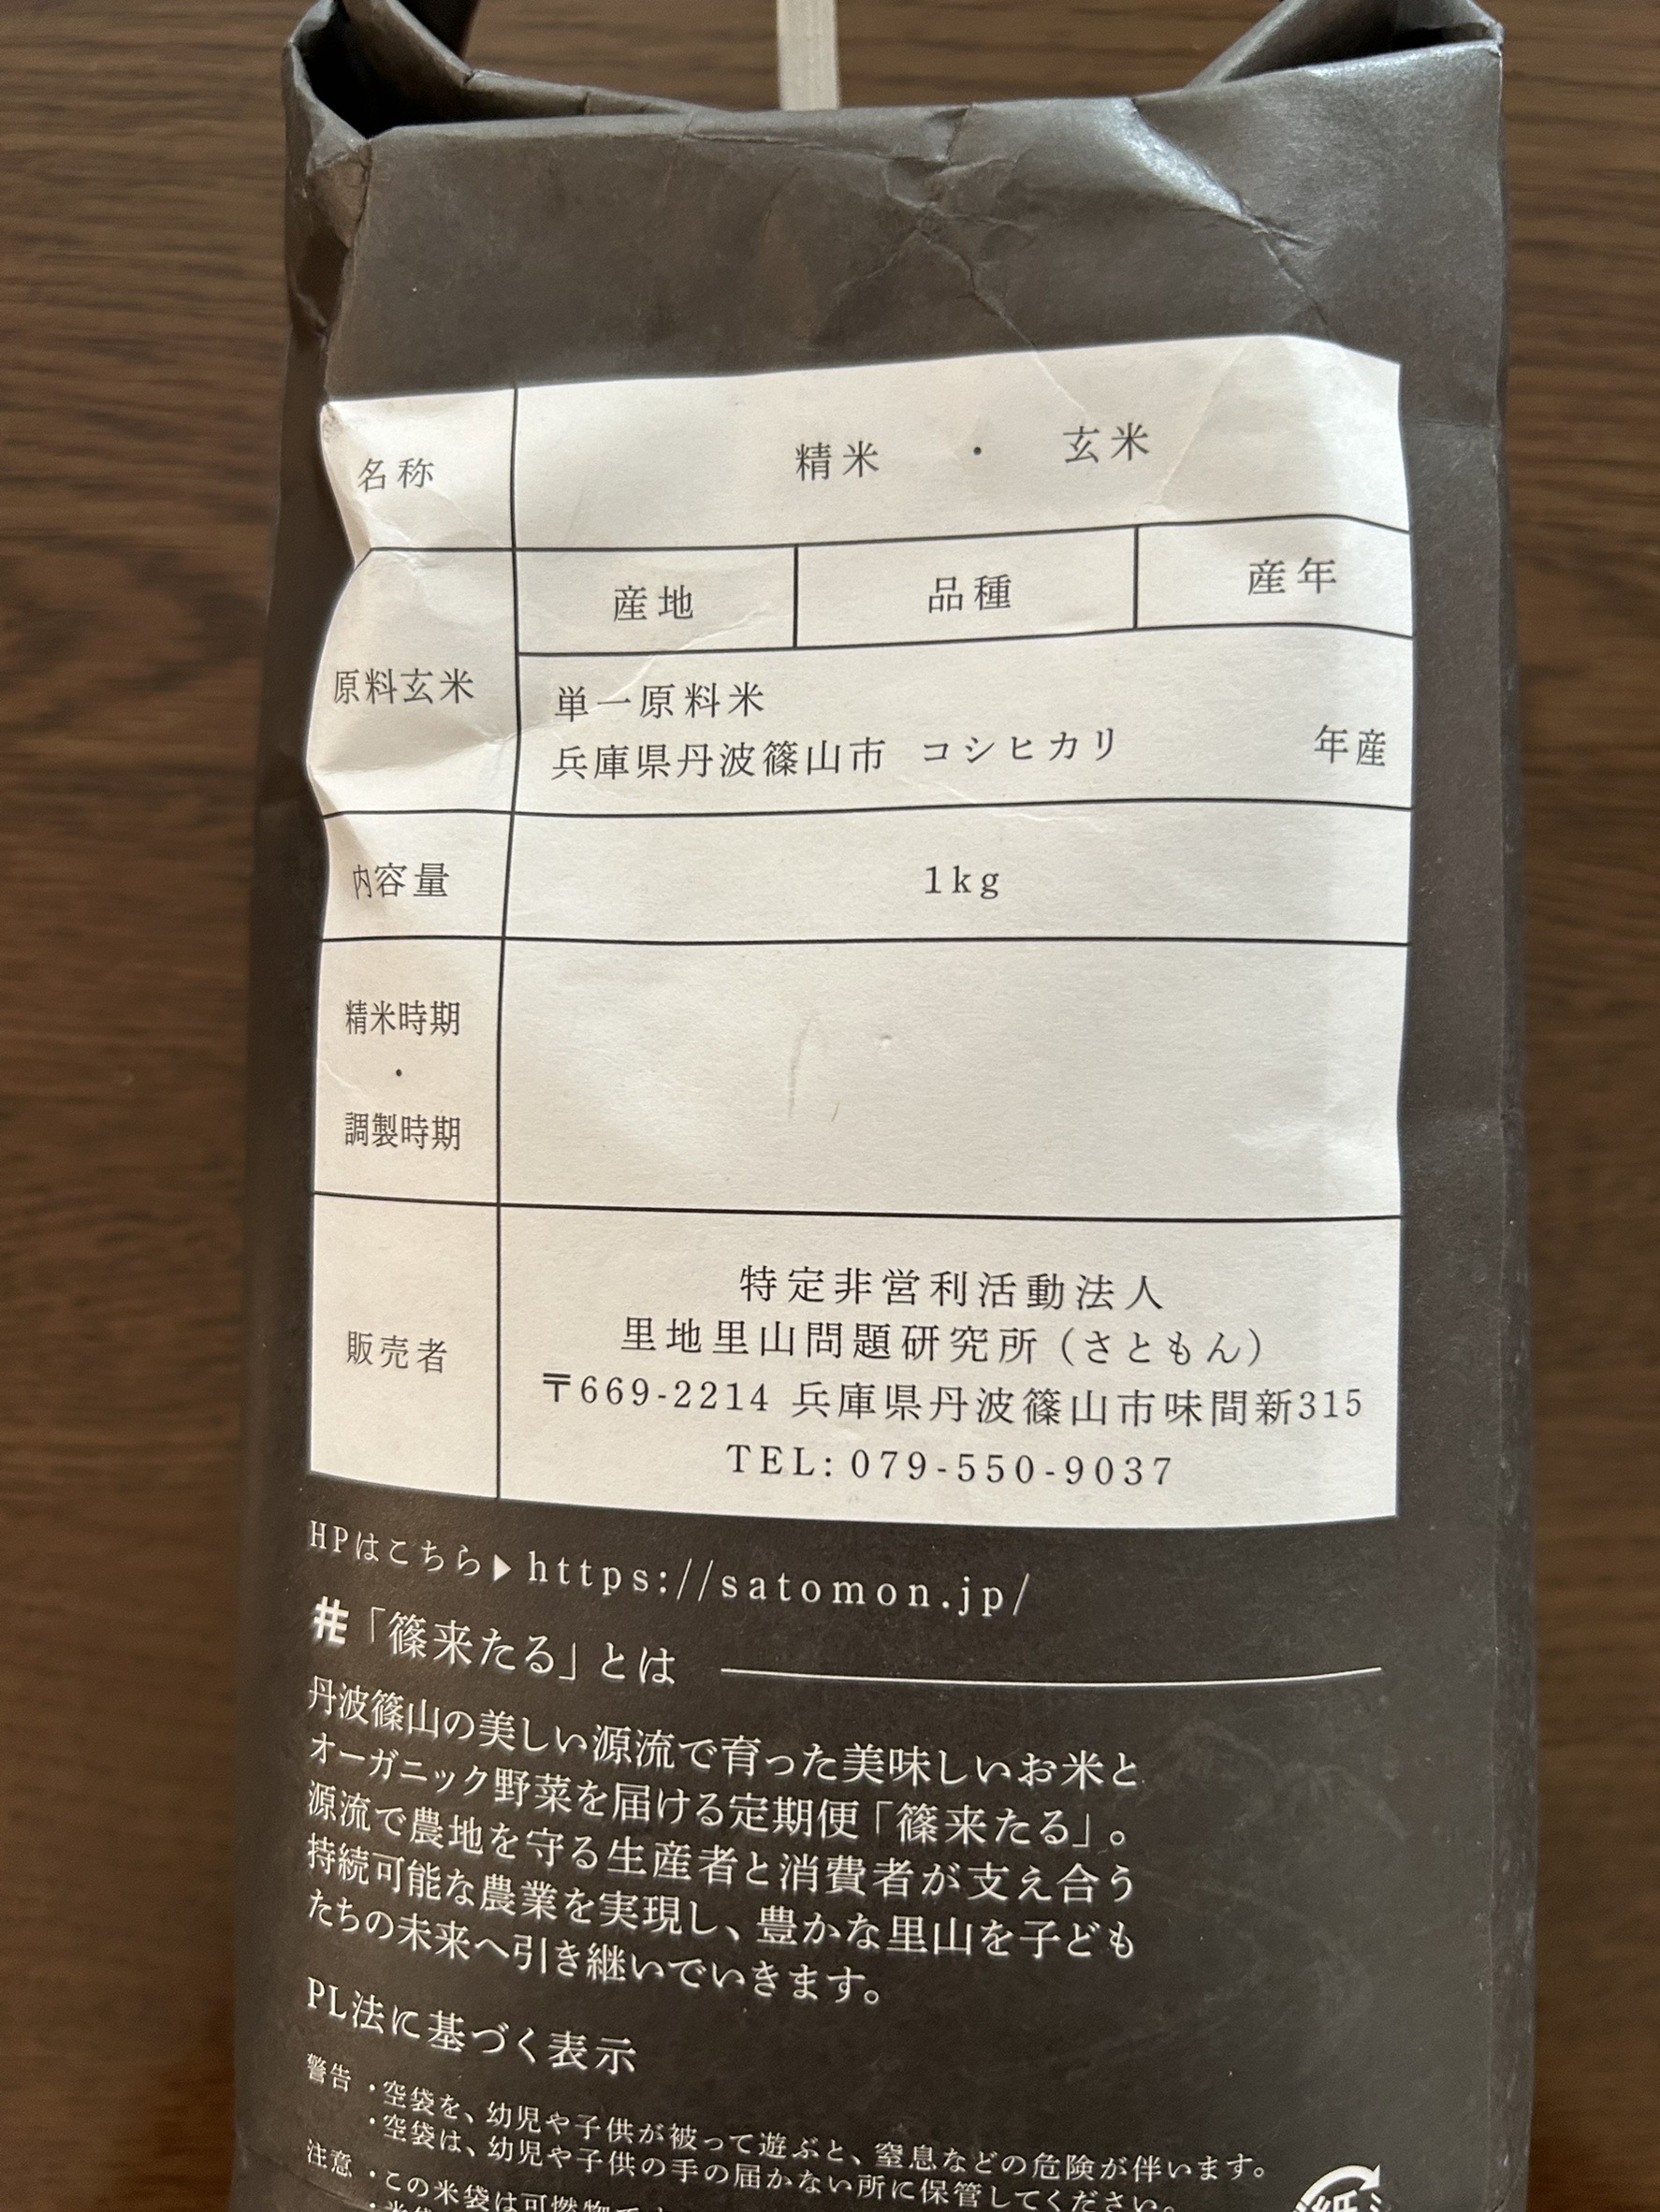 名称
精米 ・ 玄米
原料玄米
産地 品種 産年
単一原料米
兵庫県丹波篠山市 コシヒカリ 年産
内容量
1kg
精米時期
・
調製時期
販売者
特定非営利活動法人
里地里山問題研究所(さともん)
〒669-2214 兵庫県丹波篠山市味間新315
TEL: 079-550-9037
HPはこちら▶https://satomon.jp/
「篠来たる」とは
丹波篠山の美しい源流で育った美味しいお米と
オーガニック野菜を届ける定期便「篠来たる」。
源流で農地を守る生産者と消費者が支え合う
持続可能な農業を実現し、豊かな里山を子ども
たちの未来へ引き継いでいきます。
PL法に基づく表示
警告 ・空袋を、幼児や子供が被って遊ぶと、窒息などの危険が伴います。
・空袋は、幼児や子供の手の届かない所に保管してください。
注意 ・この米袋は可燃物で